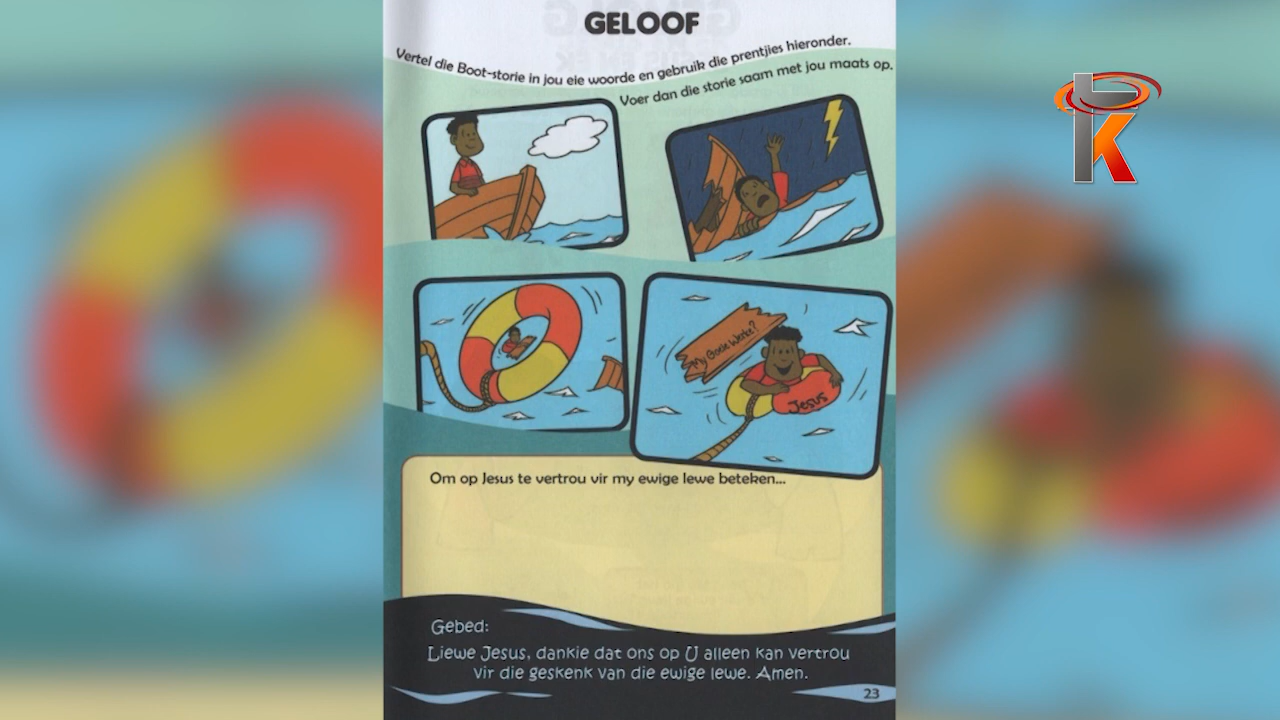 GELOOF
Vertel die Boot-storie in jou eie woorde en gebruik die prentjies hieronder.
Voer dan die storie saam met jou maats op.
My Goeie Werke?
Jesus
Om op Jesus te vertrou vir my ewige lewe beteken...
Gebed:
Liewe Jesus, dankie dat ons op U alleen kan vertrou
vir die geskenk van die ewige lewe. Amen.
23
tk